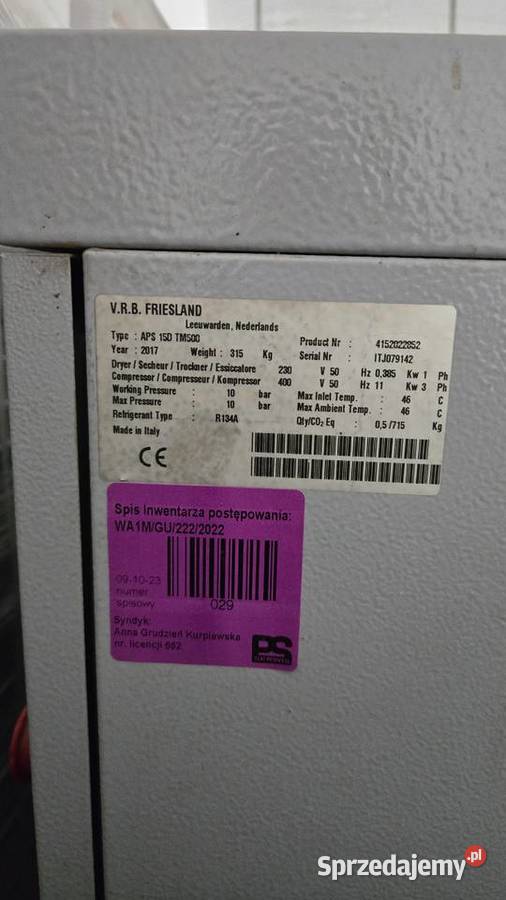 V.R.B. FRIESLAND
Leeuwarden, Nederlands
Type : APS 15D TM500 Product Nr : 4152022852
Year : 2017 Weight : 315 Kg Serial Nr : ITJ079142
Dryer / Secheur / Trockner / Essiccatore 230 V 50 Hz 0,385 Kw 1 Ph
Compressor / Compresseur / Kompressor 400 V 50 Hz 11 Kw 3 Ph
Working Pressure : 10 bar Max Inlet Temp. : 46 C
Max Pressure : 10 bar Max Ambient Temp. : 46 C
Refrigerant Type : R134A Qly/CO₂ Eq : 0,5 /715 Kg
Made in Italy
CE
Spis inwentarza postępowania:
WA1M/GU/222/2022
09-10-23
numer
spisowy 029
Syndyk:
Anna Grudzień Kurpiewska
nr. licencji 662
PS
Sprzedajemy.pl